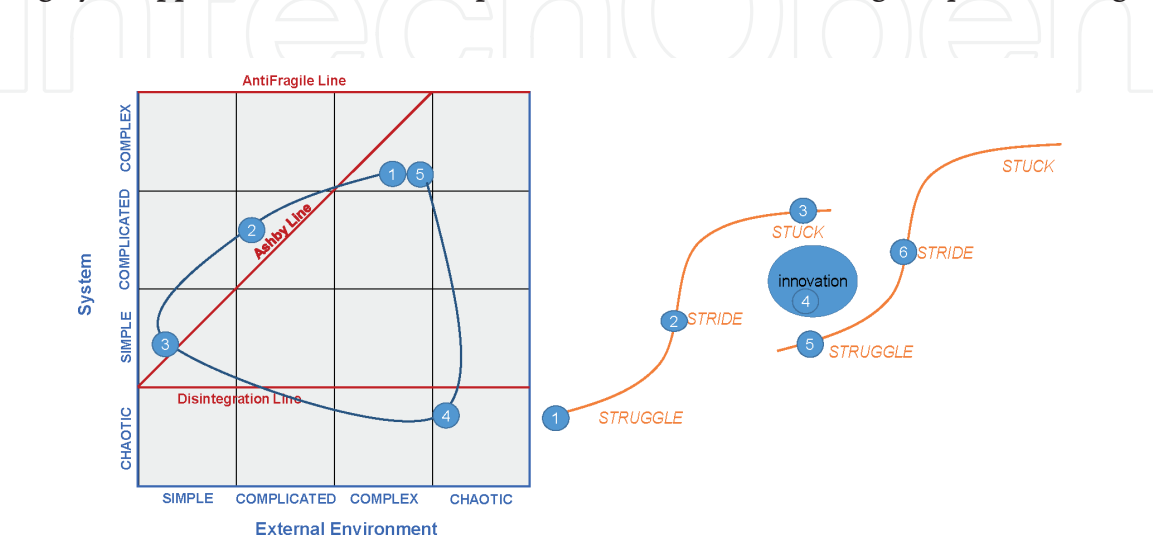 AntiFragile Line
System
COMPLEX
COMPLICATED
SIMPLE
CHAOTIC
1
5
2
Ashby Line
3
Disintegration Line
4
SIMPLE
COMPLICATED
COMPLEX
CHAOTIC
External Environment
1
STRUGGLE
2
STRIDE
3
STUCK
innovation
4
5
STRUGGLE
6
STRIDE
STUCK